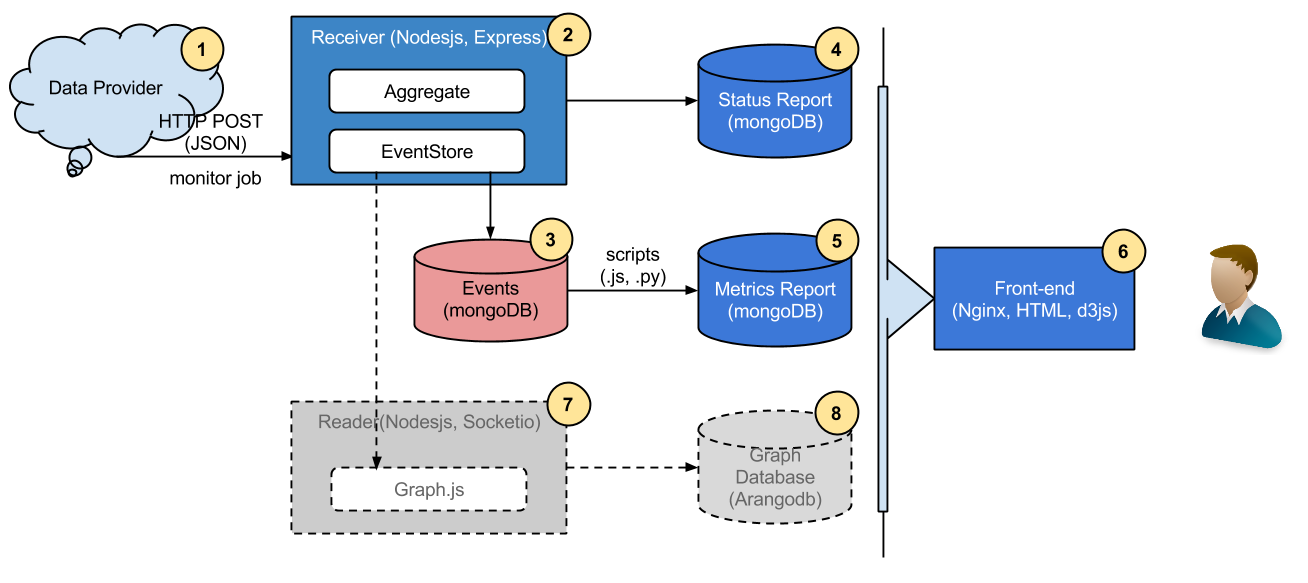 1
Data Provider
HTTP POST
(JSON)
monitor job
2
Receiver (Nodesjs, Express)
Aggregate
EventStore
3
Events
(mongoDB)
scripts
(.js, .py)
4
Status Report
(mongoDB)
5
Metrics Report
(mongoDB)
6
Front-end
(Nginx, HTML, d3js)
7
Reader(Nodesjs, Socketio)
Graph.js
8
Graph
Database
(Arangodb)